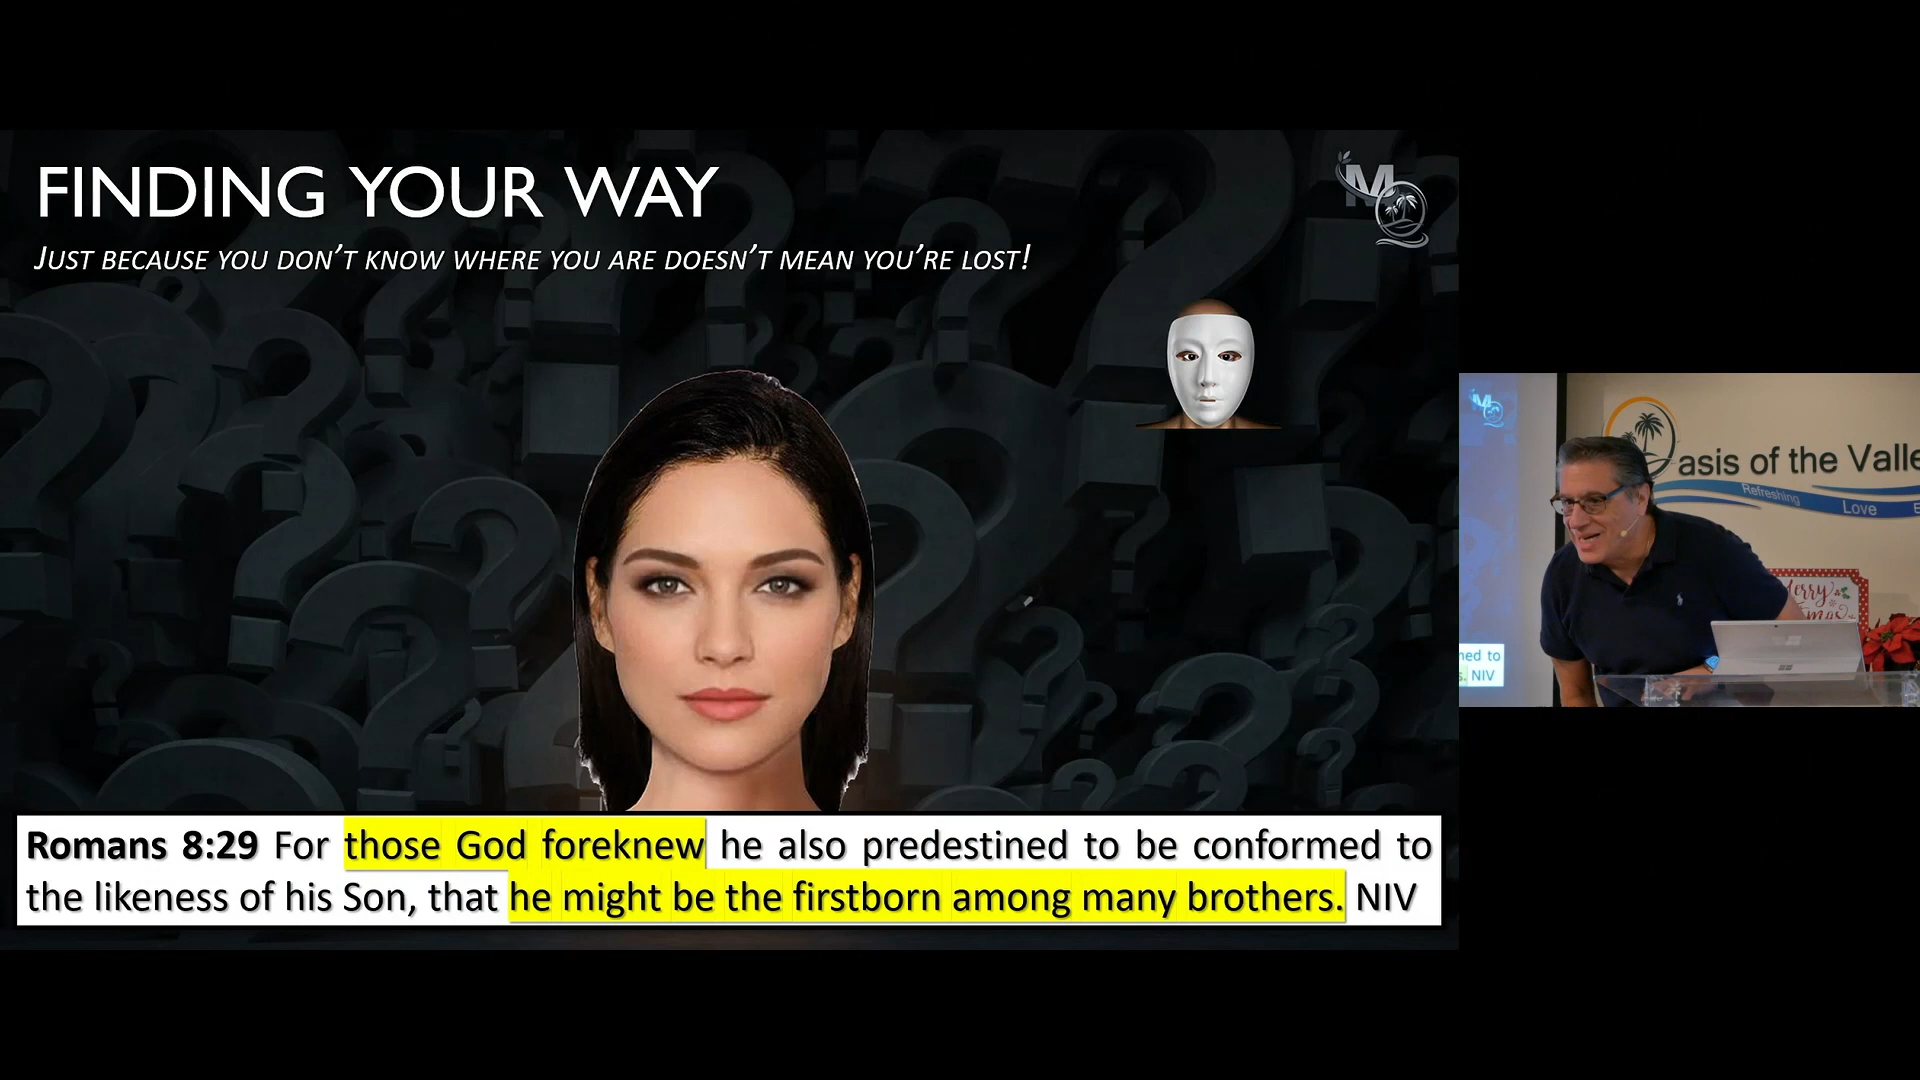 FINDING YOUR WAY
JUST BECAUSE YOU DON'T KNOW WHERE YOU ARE DOESN'T MEAN YOU'RE LOST!
M
Romans 8:29 For those God foreknew he also predestined to be conformed to
the likeness of his Son, that he might be the firstborn among many brothers. NIV
asis of the Valle
Refreshing
Love
E
erry
mas
M
ned to
s. NIV